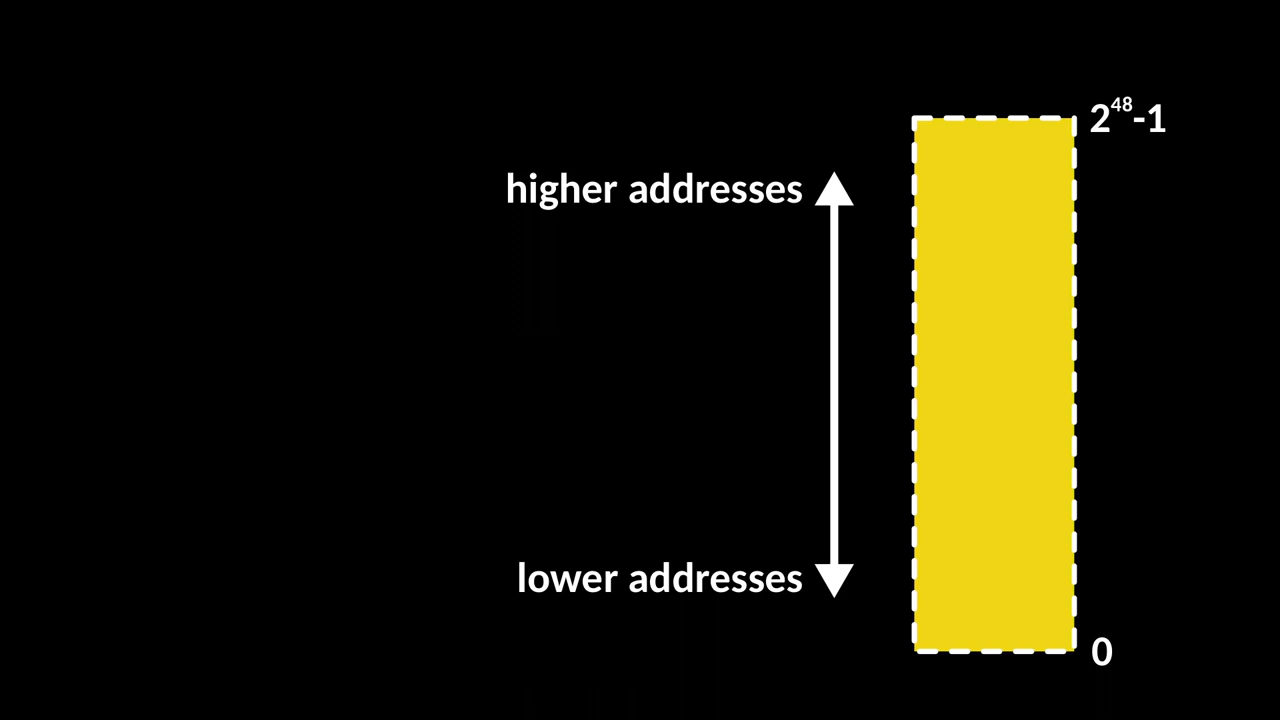 2⁴⁸-1
higher addresses
lower addresses
0